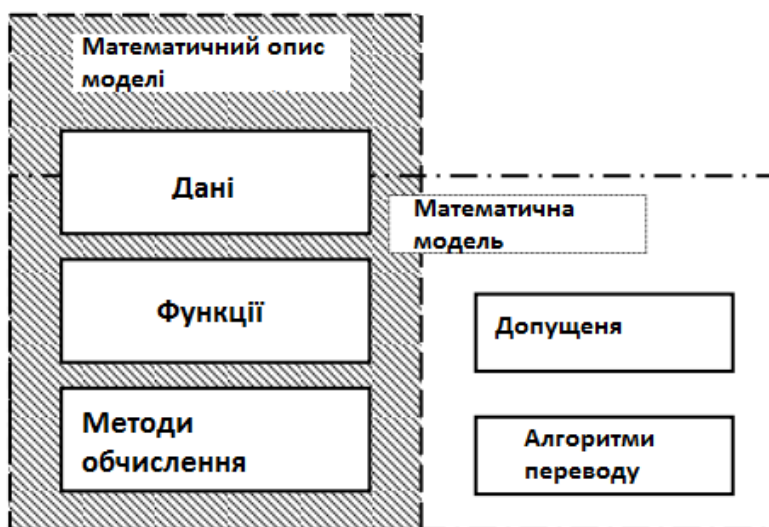 Математичний опис
моделі
Дані
Математична
модель
Функції
Допущеня
Методи
обчислення
Алгоритми
переводу